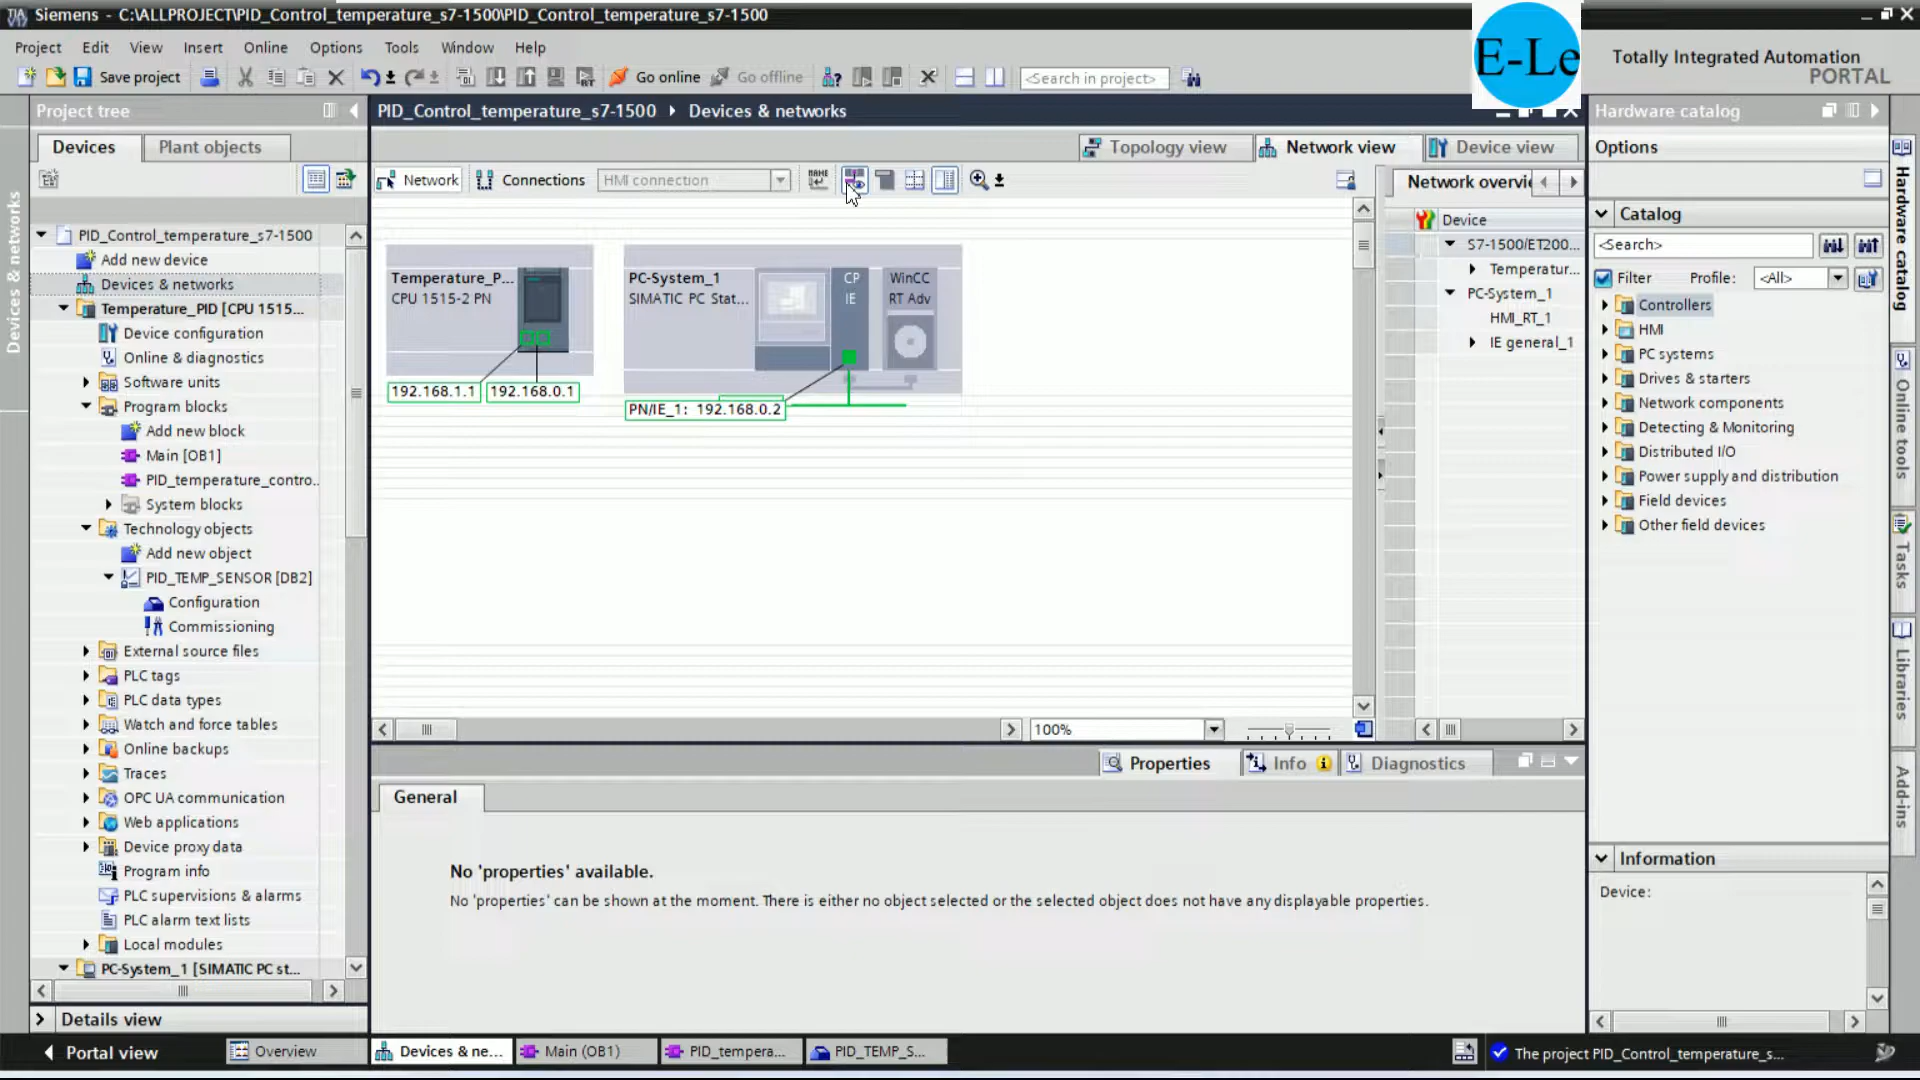 Siemens - C:\ALLPROJECT\PID_Control_temperature_s7-1500\PID_Control_temperature_s7-1500
Project Edit View Insert Online Options Tools Window Help
E-Le
Totally Integrated Automation
PORTAL
Save project
Go online
Go offline
<Search in project>
Project tree
PID_Control_temperature_s7-1500 Devices & networks
Hardware catalog
Devices
Plant objects
Topology view
Network view
Device view
Options
Network
Connections
HMI connection
Network overvie
PID_Control_temperature_s7-1500
Add new device
Devices & networks
Temperature_PID [CPU 1515...
Device configuration
Online & diagnostics
Software units
Program blocks
Add new block
Main [OB1]
PID_temperature_contro..
System blocks
Technology objects
Add new object
PID_TEMP_SENSOR [DB2]
Configuration
Commissioning
External source files
PLC tags
PLC data types
Watch and force tables
Online backups
Traces
OPC UA communication
Web applications
Device proxy data
Program info
PLC supervisions & alarms
PLC alarm text lists
Local modules
PC-System_1 [SIMATIC PC st...
Details view
Temperature_P...
CPU 1515-2 PN
192.168.1.1
192.168.0.1
PC-System_1
SIMATIC PC Stat...
CP
IE
WinCC
RT Adv
PN/IE_1: 192.168.0.2
100%
Device
S7-1500/ET200...
Temperatur...
PC-System_1
HMI_RT_1
IE general_1
Properties
Info
Diagnostics
General
No 'properties' available.
No 'properties' can be shown at the moment. There is either no object selected or the selected object does not have any displayable properties.
Catalog
<Search>
Filter
Profile:
<All>
Controllers
HMI
PC systems
Drives & starters
Network components
Detecting & Monitoring
Distributed I/O
Power supply and distribution
Field devices
Other field devices
Information
Device:
Devices & networks
Hardware catalog
Online tools
Tasks
Libraries
Add-ins
Portal view
Overview
Devices & ne...
Main (OB1)
PID_tempera...
PID_TEMP_S...
The project PID_Control_temperature_s...